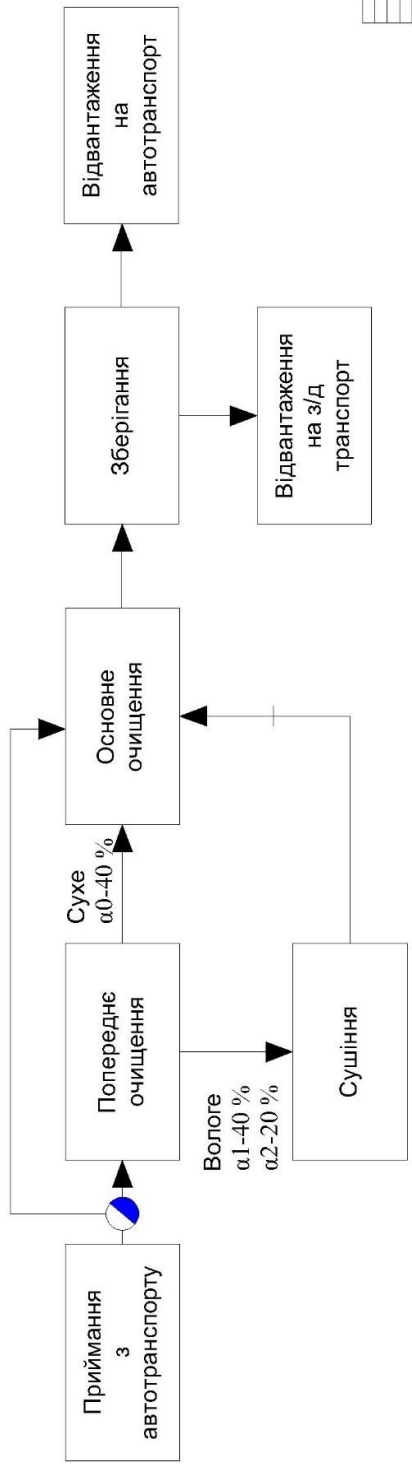 Приймання
з
автотранспорту
Попереднє
очищення
Сухе
α0-40 %
Вологе
α1-40 %
α2-20 %
Сушіння
Основне
очищення
Зберігання
Відвантаження
на з/д
транспорт
Відвантаження
на
автотранспорт